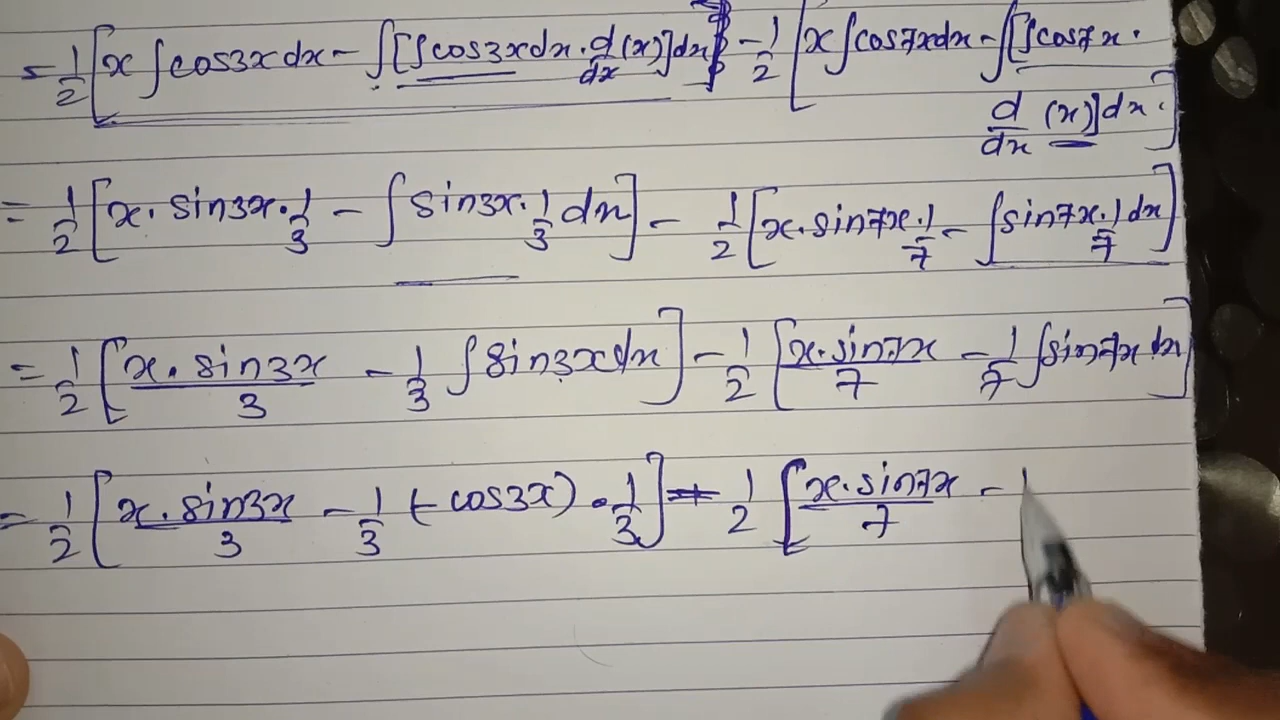 = 1/2 [x ∫cos3x dx - ∫[∫cos3x dx · d/dx (x)]dx] - 1/2 [x ∫cos7x dx - ∫[∫cos7x ·
d/dx (x)]dx]
= 1/2 [x. sin3x · 1/3 - ∫sin3x · 1/3 dx] - 1/2 [x. sin7x · 1/7 - ∫sin7x · 1/7 dx]
= 1/2 [x. sin3x/3 - 1/3 ∫sin3x dx] - 1/2 [x. sin7x/7 - 1/7 ∫sin7x dx]
= 1/2 [x. sin3x/3 - 1/3 (-cos3x) · 1/3] - 1/2 [x. sin7x/7 - 1